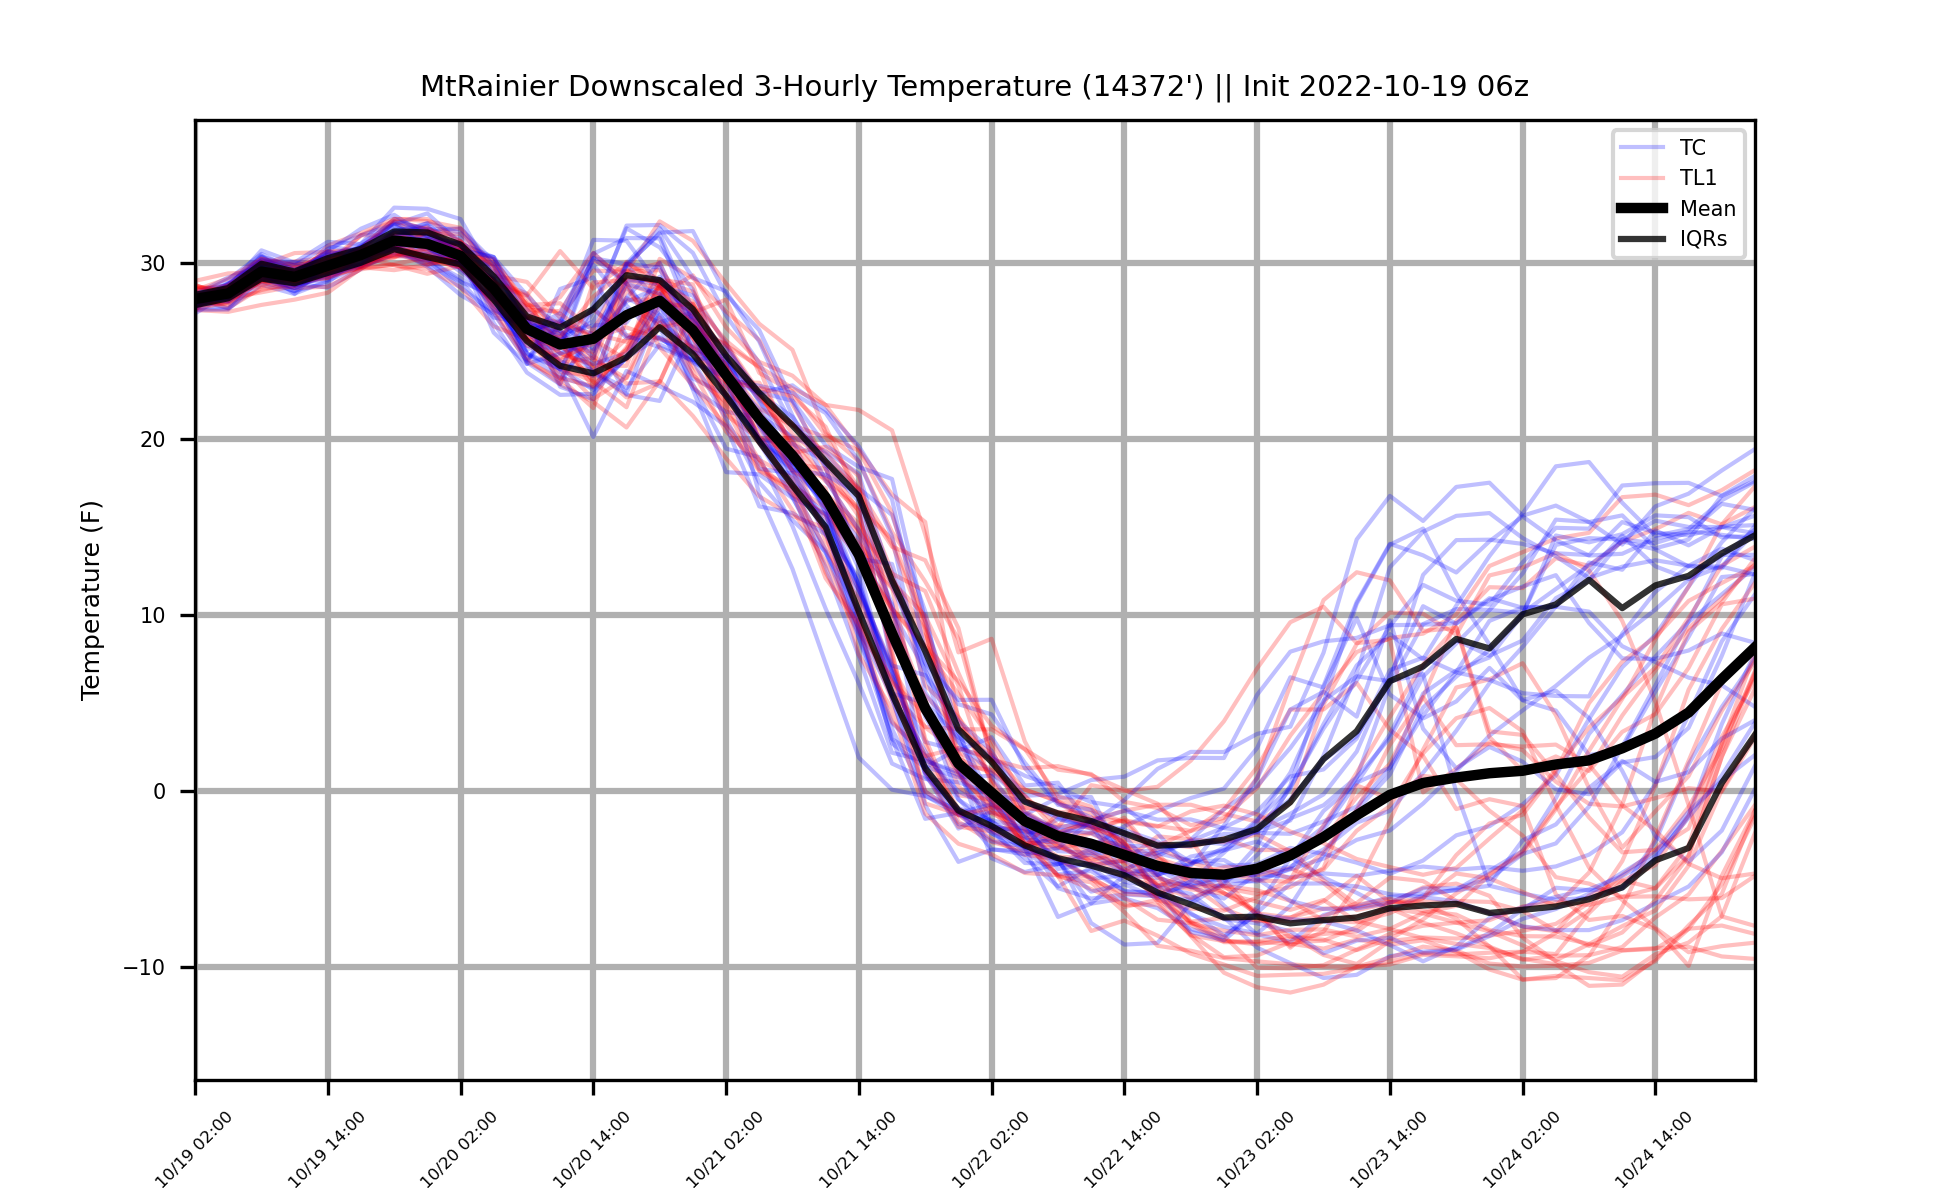 MtRainier Downscaled 3-Hourly Temperature (14372') || Init 2022-10-19 06z
TC
TL1
Mean
IQRs
Temperature (F)
30
20
10
0
−10
10/19 02:00
10/19 14:00
10/20 02:00
10/20 14:00
10/21 02:00
10/21 14:00
10/22 02:00
10/22 14:00
10/23 02:00
10/23 14:00
10/24 02:00
10/24 14:00